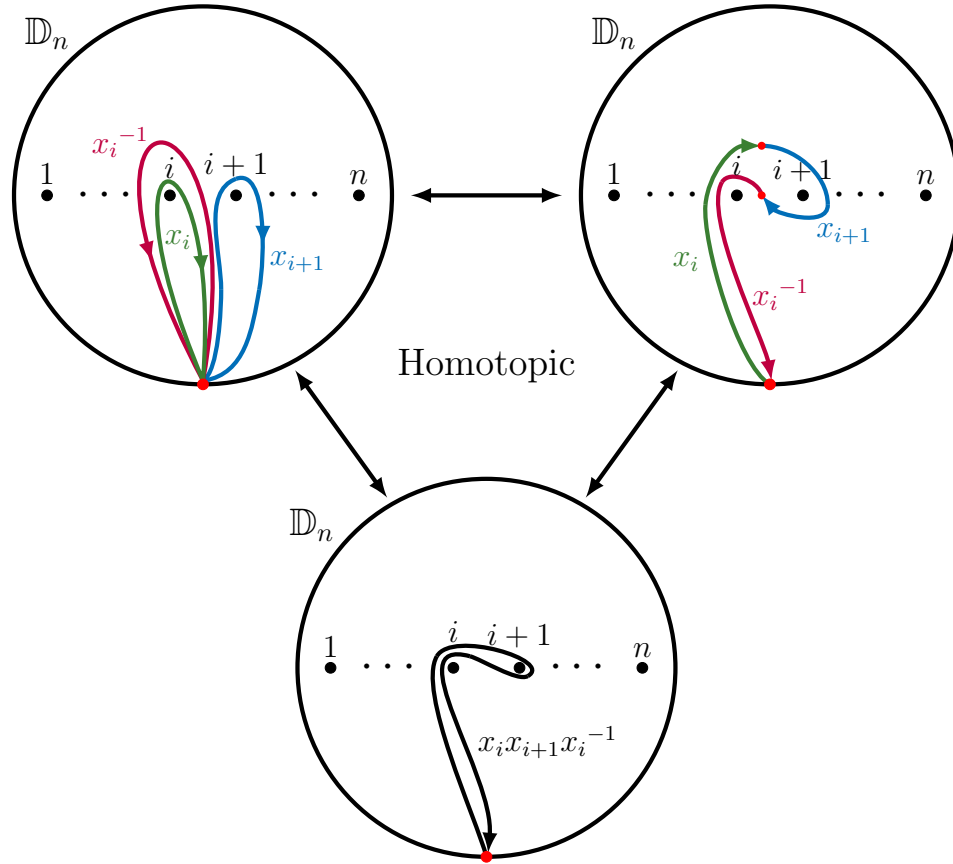 𝔻ₙ
xᵢ⁻¹
1 · · · · i i + 1 · · · n
xᵢ
xᵢ₊₁
𝔻ₙ
1 · · · i i + 1 · · · n
xᵢ
xᵢ₊₁
xᵢ⁻¹
Homotopic
𝔻ₙ
1 · · · i i + 1 · · · n
xᵢxᵢ₊₁xᵢ⁻¹